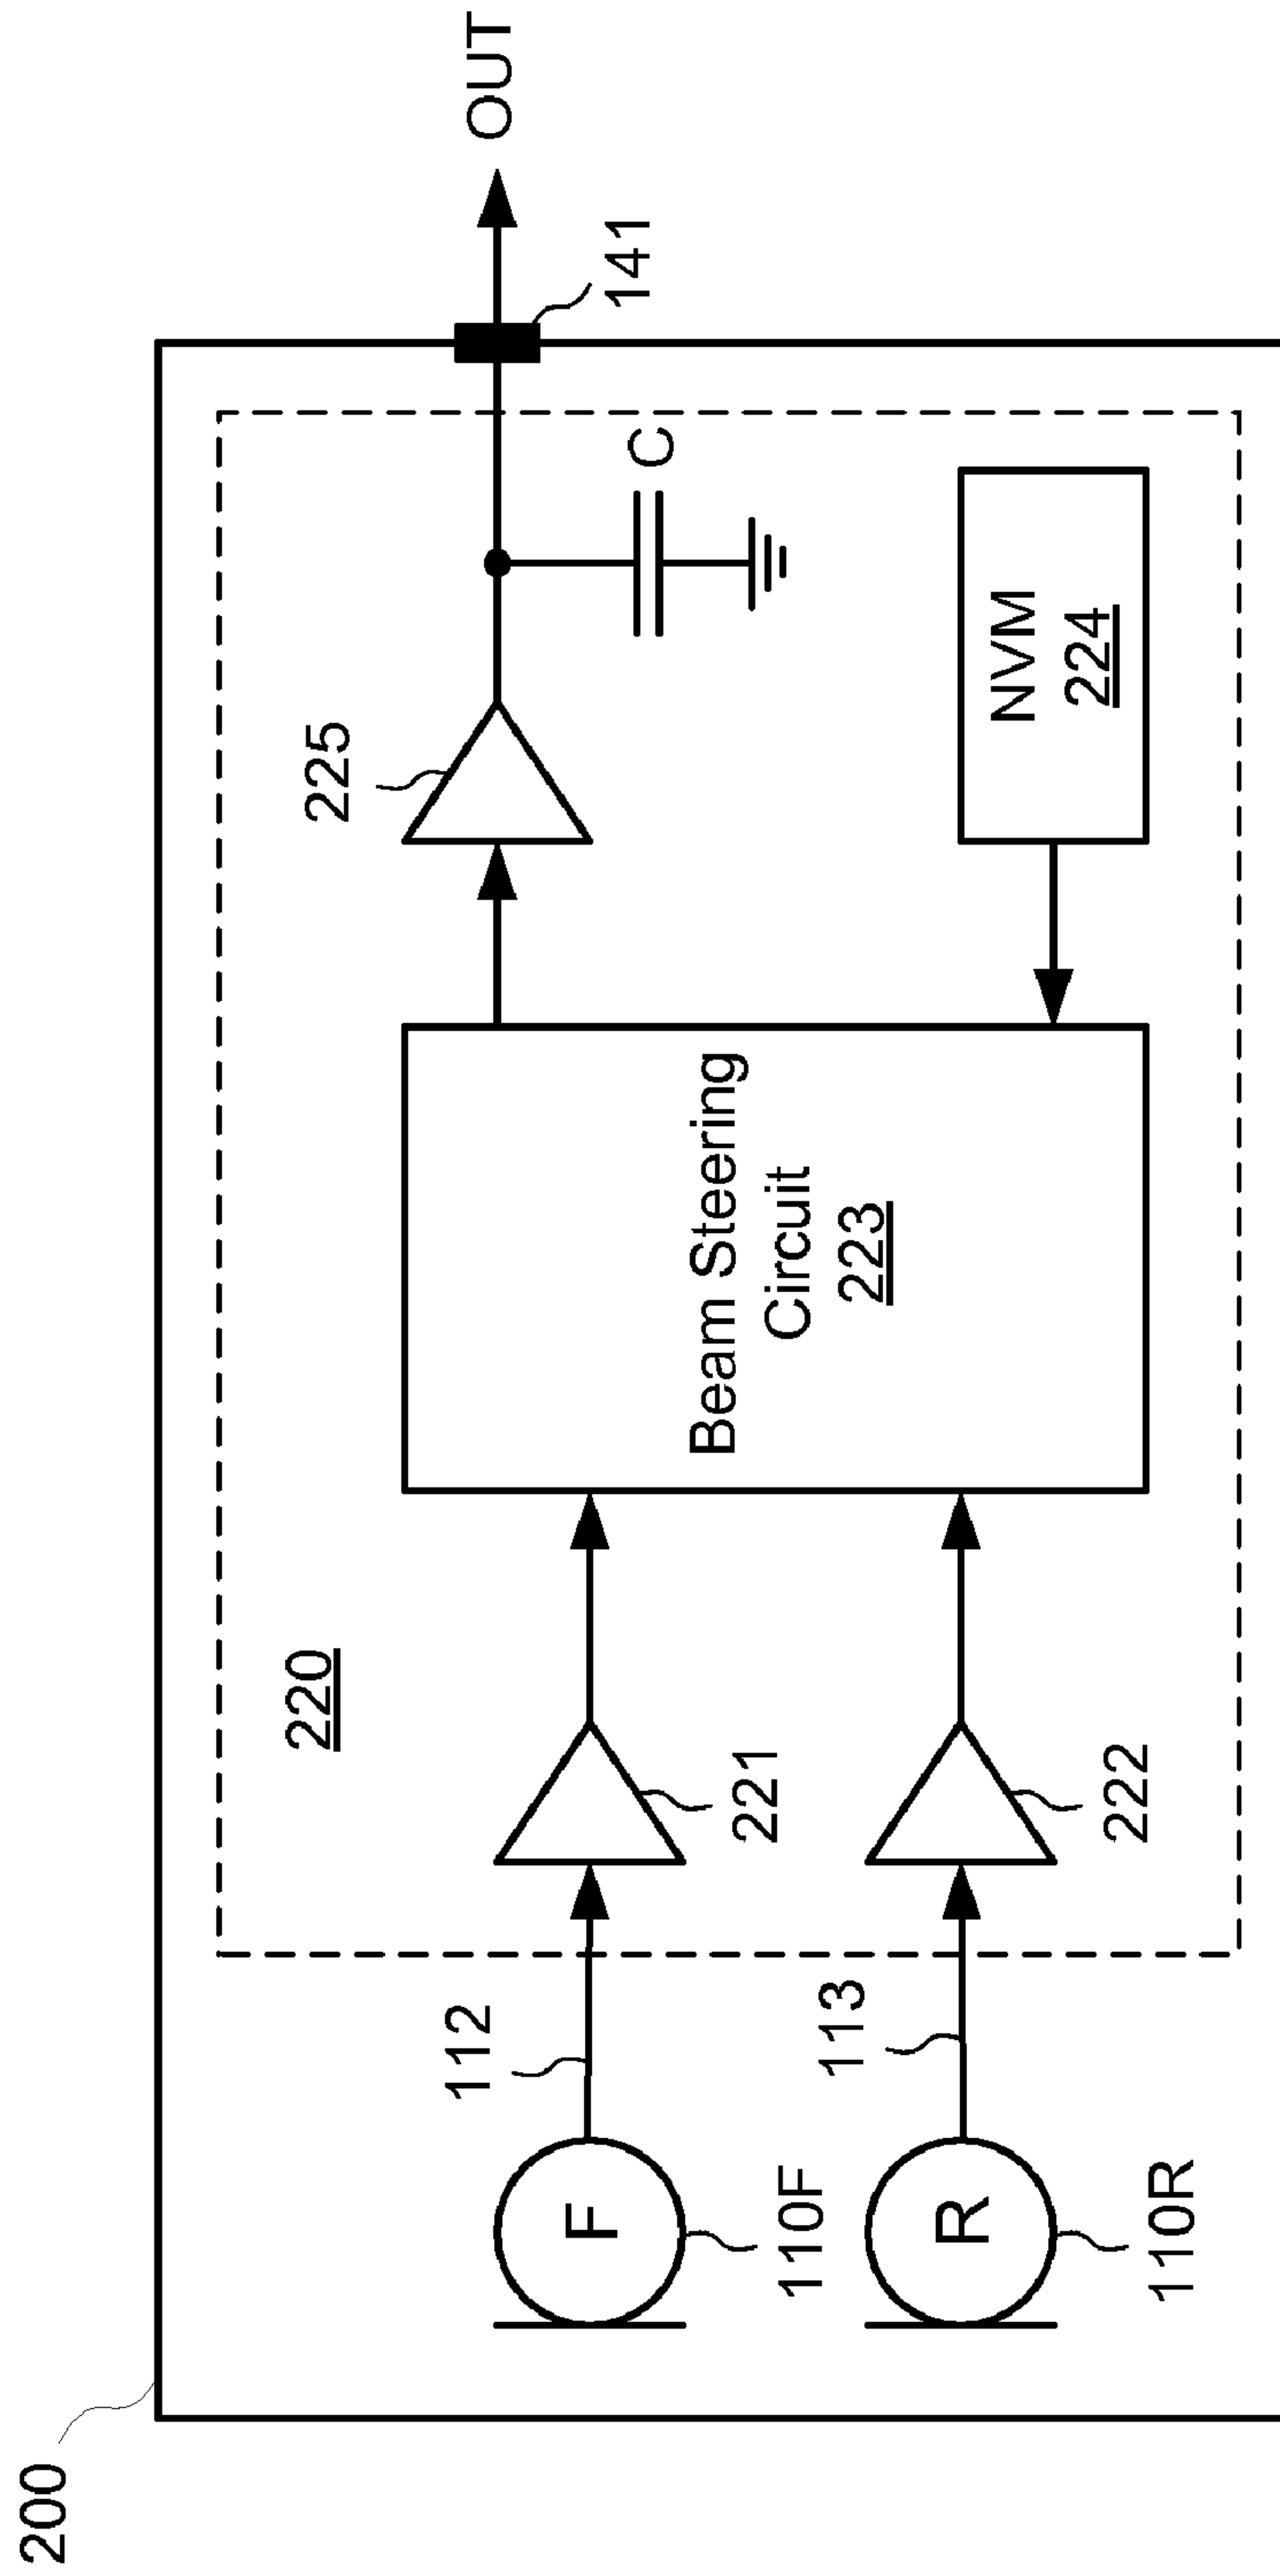 200
220
112
F
110F
221
113
R
110R
222
Beam Steering
Circuit
223
225
C
NVM
224
141
OUT